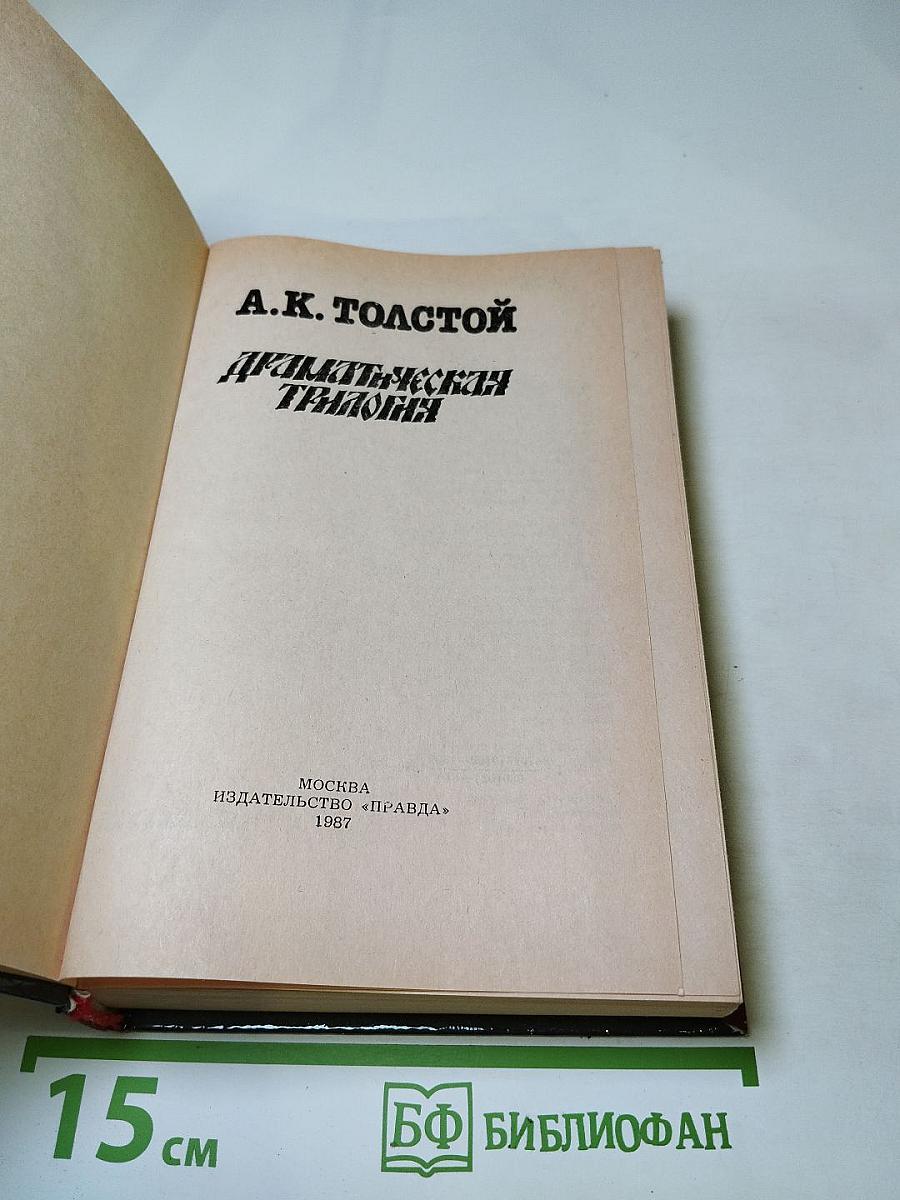 А.К. ТОЛСТОЙ
ДРАМАТИЧЕСКАЯ
ТРИЛОГИЯ
МОСКВА
ИЗДАТЕЛЬСТВО «ПРАВДА»
1987
15 см
БФ БИБЛИОФАН